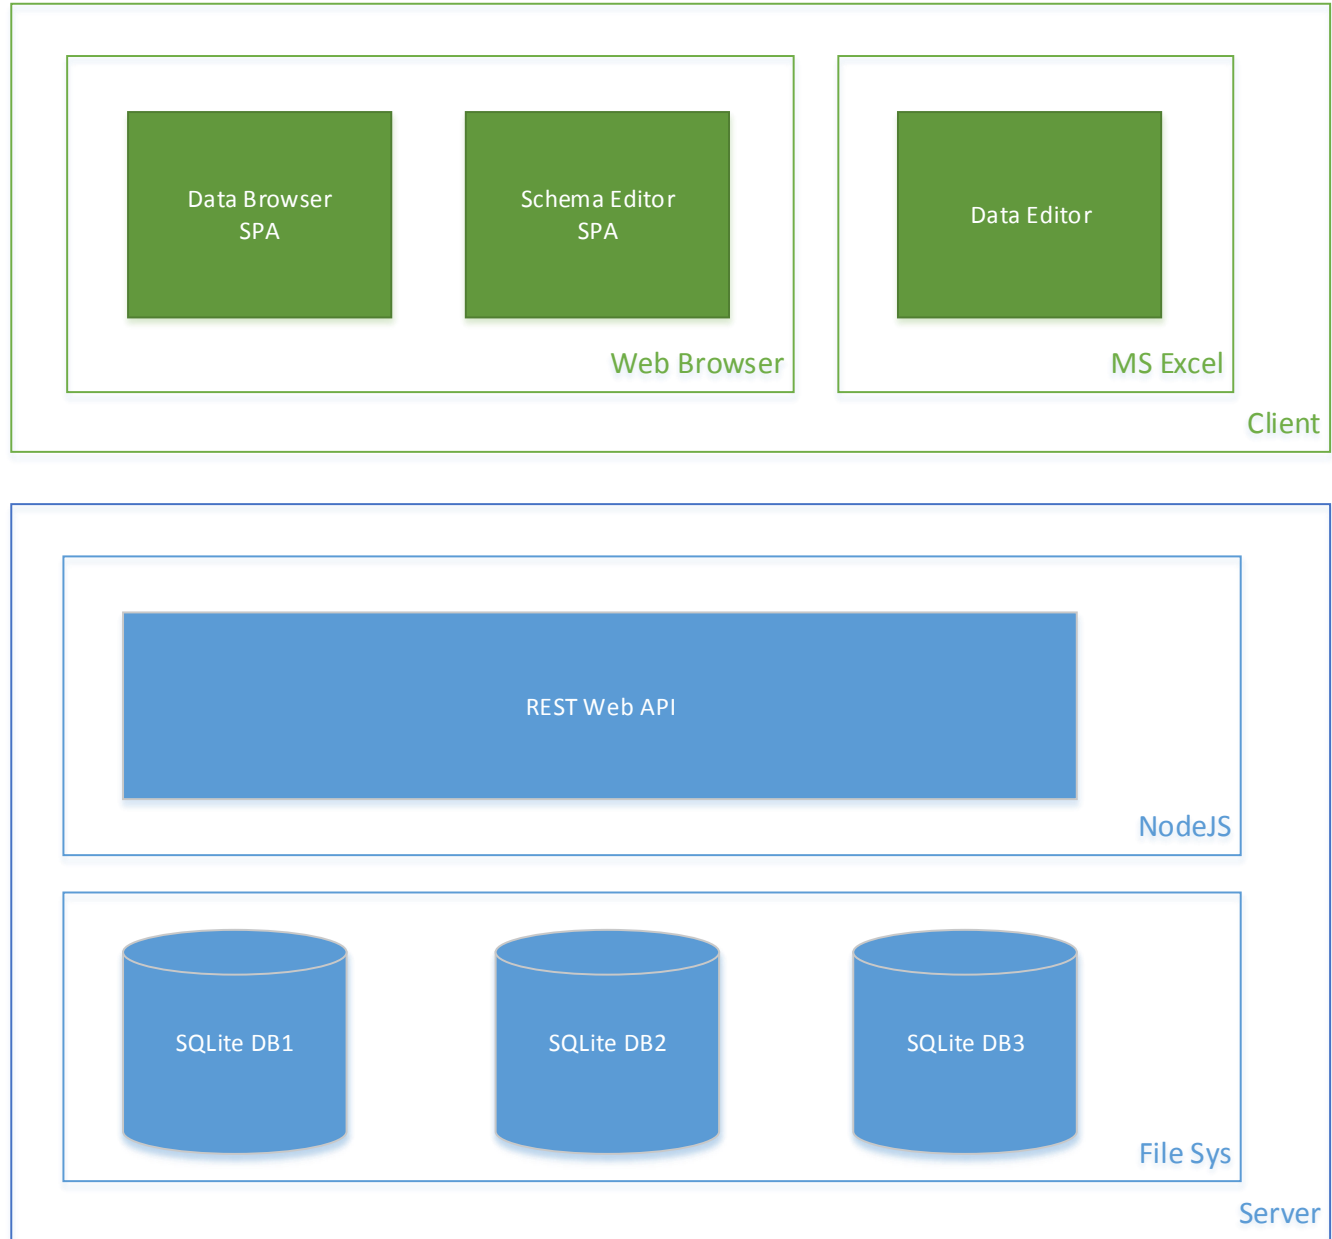 Data Browser
SPA
Schema Editor
SPA
Data Editor
Web Browser
MS Excel
Client
REST Web API
NodeJS
SQLite DB1
SQLite DB2
SQLite DB3
File Sys
Server